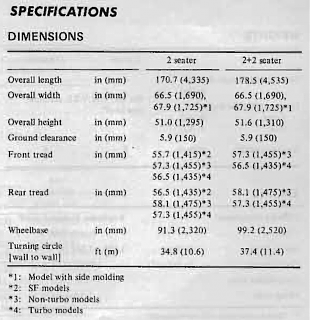 SPECIFICATIONS
DIMENSIONS
2 seater 2+2 seater
Overall length in (mm) 170.7 (4,335) 178.5 (4,535)
Overall width in (mm) 66.5 (1,690), 66.5 (1,690),
67.9 (1,725)*1 67.9 (1,725)*1
Overall height in (mm) 51.0 (1,295) 51.6 (1,310)
Ground clearance in (mm) 5.9 (150) 5.9 (150)
Front tread in (mm) 55.7 (1,415)*2 57.3 (1,455)*3
57.3 (1,455)*3 56.5 (1,435)*4
56.5 (1,435)*4
Rear tread in (mm) 56.5 (1,435)*2 58.1 (1,475)*3
58.1 (1,475)*3 57.3 (1,455)*4
57.3 (1,455)*4
Wheelbase in (mm) 91.3 (2,320) 99.2 (2,520)
Turning circle ft (m) 34.8 (10.6) 37.4 (11.4)
[wall to wall]
*1: Model with side molding
*2: SF models
*3: Non-turbo models
*4: Turbo models